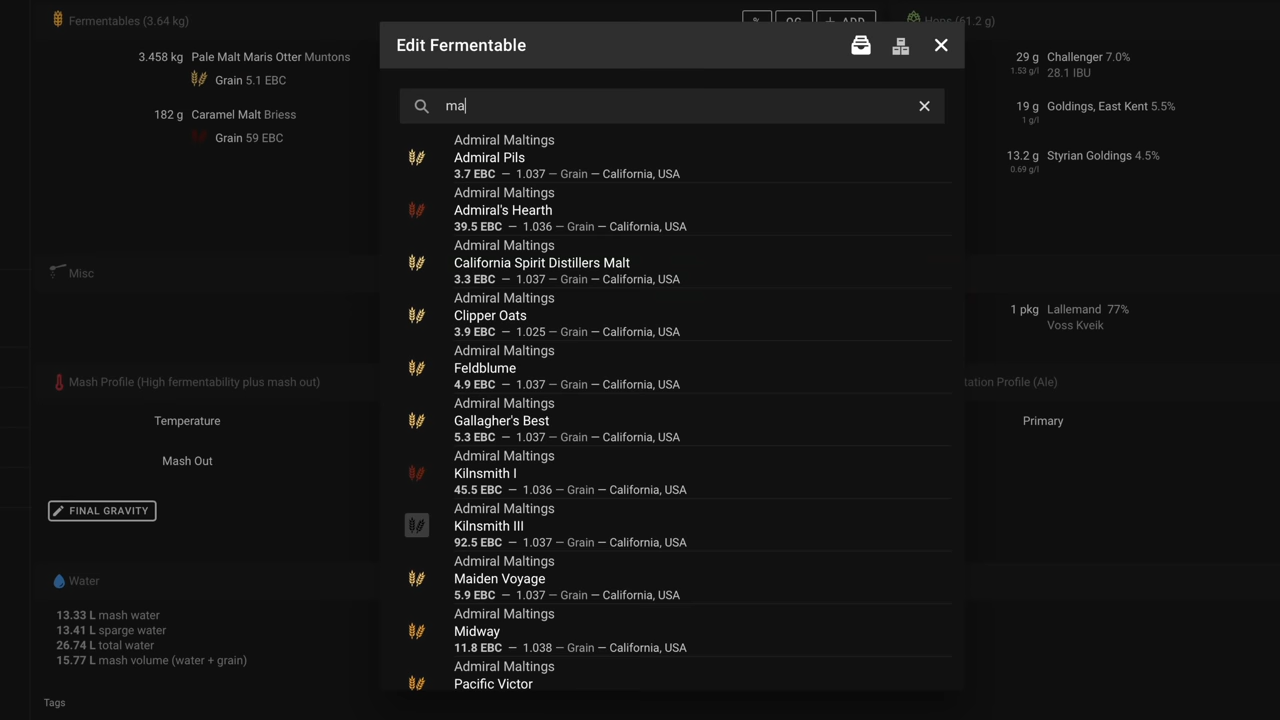 Fermentables (3.64 kg)
% OG + ADD
Hops (61.2 g)
3.458 kg Pale Malt Maris Otter Muntons
Grain 5.1 EBC
182 g Caramel Malt Briess
Grain 59 EBC
Misc
Mash Profile (High fermentability plus mash out)
Temperature
Mash Out
FINAL GRAVITY
Water
13.33 L mash water
13.41 L sparge water
26.74 L total water
15.77 L mash volume (water + grain)
Tags
Edit Fermentable
ma
Admiral Maltings
Admiral Pils
3.7 EBC — 1.037 — Grain — California, USA
Admiral Maltings
Admiral's Hearth
39.5 EBC — 1.036 — Grain — California, USA
Admiral Maltings
California Spirit Distillers Malt
3.3 EBC — 1.037 — Grain — California, USA
Admiral Maltings
Clipper Oats
3.9 EBC — 1.025 — Grain — California, USA
Admiral Maltings
Feldblume
4.9 EBC — 1.037 — Grain — California, USA
Admiral Maltings
Gallagher's Best
5.3 EBC — 1.037 — Grain — California, USA
Admiral Maltings
Kilnsmith I
45.5 EBC — 1.036 — Grain — California, USA
Admiral Maltings
Kilnsmith III
92.5 EBC — 1.037 — Grain — California, USA
Admiral Maltings
Maiden Voyage
5.9 EBC — 1.037 — Grain — California, USA
Admiral Maltings
Midway
11.8 EBC — 1.038 — Grain — California, USA
Admiral Maltings
Pacific Victor
29 g Challenger 7.0%
1.53 g/l 28.1 IBU
19 g Goldings, East Kent 5.5%
1 g/l
13.2 g Styrian Goldings 4.5%
0.69 g/l
1 pkg Lallemand 77%
Voss Kveik
tation Profile (Ale)
Primary